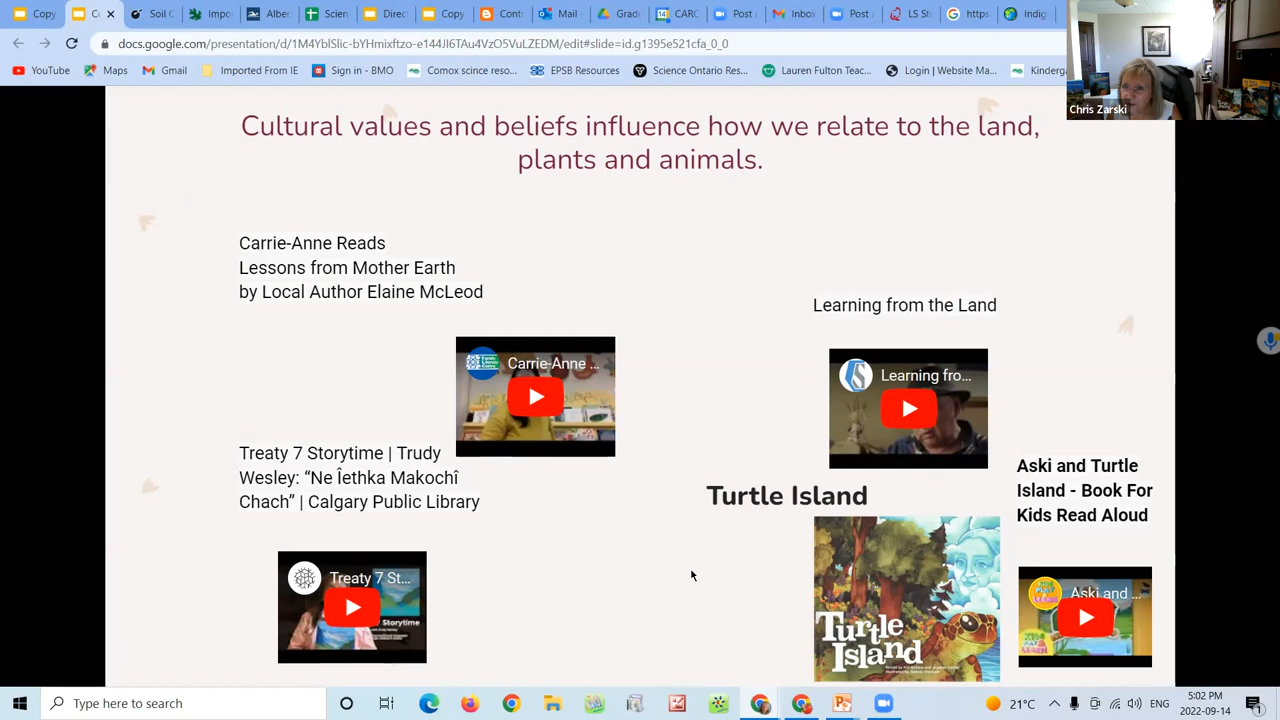 docs.google.com/presentation/d/1M4YblSlic-bYHmixftzo-e144JI6TAu4VzO5VuLZEDM/edit#slide=id.g1395e521cfa_0_0
YouTube Maps Gmail Imported From IE Sign in - BMO Conox suspense reso... EPSB Resources Science Ontario Res... Lauren Fulton Teac... Login | Website Ma... Kinderg
Chris Zarski
Cultural values and beliefs influence how we relate to the land,
plants and animals.
Carrie-Anne Reads
Lessons from Mother Earth
by Local Author Elaine McLeod
Carrie-Anne ...
Learning from the Land
Learning fro...
Treaty 7 Storytime | Trudy
Wesley: “Ne Îethka Makochî
Chach” | Calgary Public Library
Treaty 7 St...
Storytime
Turtle Island
Turtle
Island
Aski and Turtle
Island - Book For
Kids Read Aloud
Aski and ...
Type here to search
21°C
ENG
5:02 PM
2022-09-14